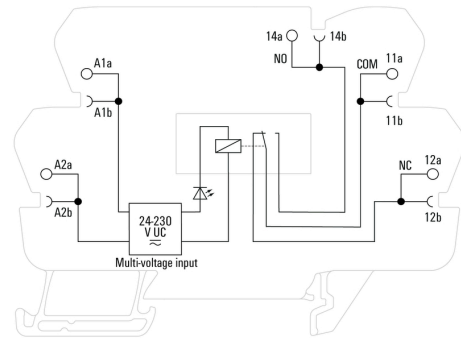 14a
14b
NO
A1a
COM
11a
A1b
11b
A2a
NC
12a
A2b
24-230
V UC
12b
Multi-voltage input